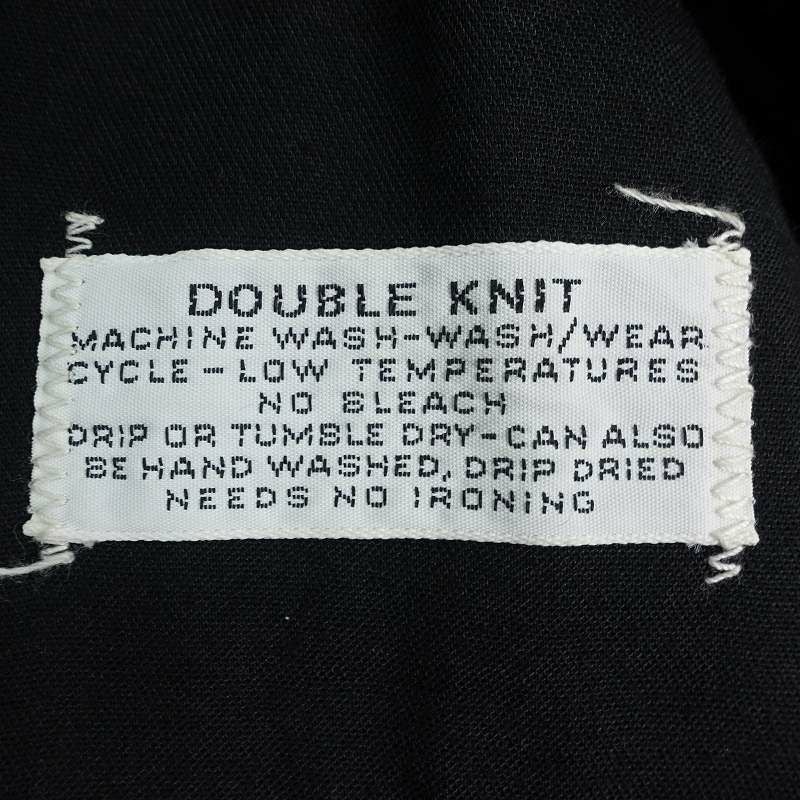 DOUBLE KNIT
MACHINE WASH-WASH/WEAR
CYCLE-LOW TEMPERATURES
NO BLEACH
DRIP OR TUMBLE DRY-CAN ALSO
BE HAND WASHED, DRIP DRIED
NEEDS NO IRONING